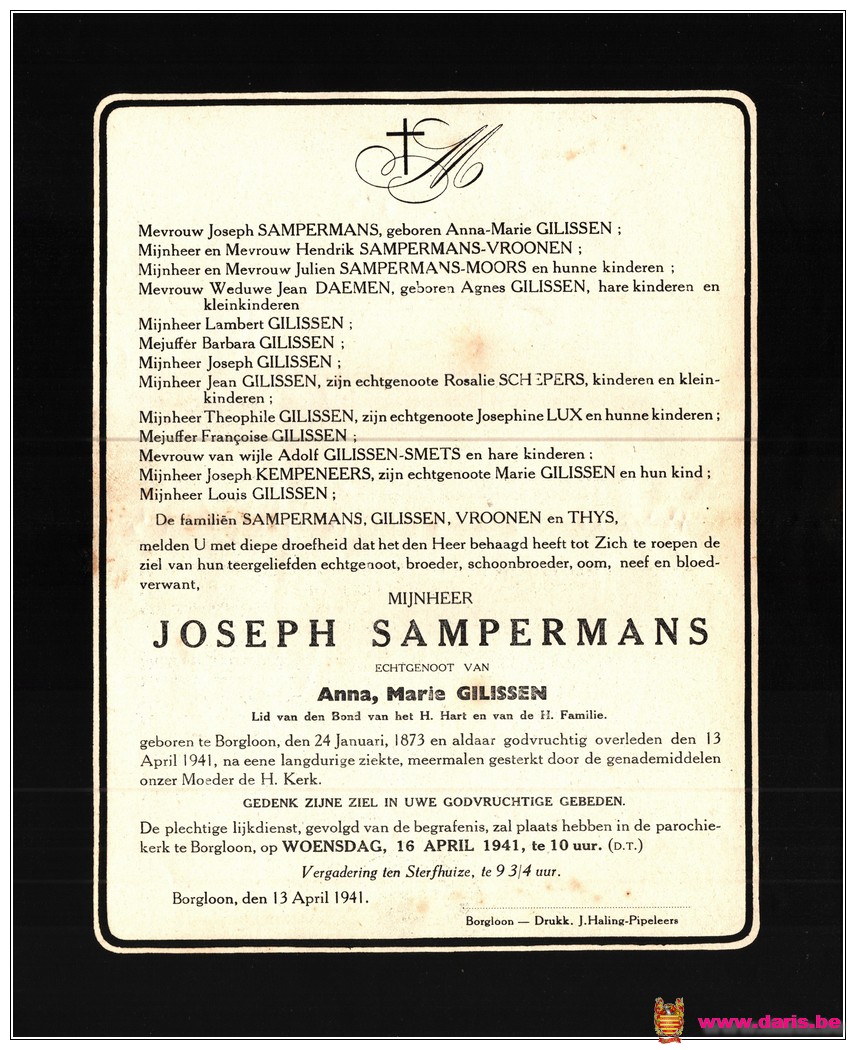 M
Mevrouw Joseph SAMPERMANS, geboren Anna-Marie GILISSEN ;
Mijnheer en Mevrouw Hendrik SAMPERMANS-VROONEN ;
Mijnheer en Mevrouw Julien SAMPERMANS-MOORS en hunne kinderen ;
Mevrouw Weduwe Jean DAEMEN, geboren Agnes GILISSEN, hare kinderen en
kleinkinderen
Mijnheer Lambert GILISSEN ;
Mejuffer Barbara GILISSEN ;
Mijnheer Joseph GILISSEN ;
Mijnheer Jean GILISSEN, zijn echtgenoote Rosalie SCHEPERS, kinderen en klein-
kinderen ;
Mijnheer Theophile GILISSEN, zijn echtgenoote Josephine LUX en hunne kinderen ;
Mejuffer Françoise GILISSEN ;
Mevrouw van wijle Adolf GILISSEN-SMETS en hare kinderen ;
Mijnheer Joseph KEMPENEERS, zijn echtgenoote Marie GILISSEN en hun kind ;
Mijnheer Louis GILISSEN ;
De familiën SAMPERMANS, GILISSEN, VROONEN en THYS,
melden U met diepe droefheid dat het den Heer behaagd heeft tot Zich te roepen de
ziel van hun teergeliefden echtgenoot, broeder, schoonbroeder, oom, neef en bloed-
verwant,
MIJNHEER
JOSEPH SAMPERMANS
ECHTGENOOT VAN
Anna, Marie GILISSEN
Lid van den Bond van het H. Hart en van de H. Familie.
geboren te Borgloon, den 24 Januari, 1873 en aldaar godvruchtig overleden den 13
April 1941, na eene langdurige ziekte, meermalen gesterkt door de genademiddelen
onzer Moeder de H. Kerk.
GEDENK ZIJNE ZIEL IN UWE GODVRUCHTIGE GEBEDEN.
De plechtige lijkdienst, gevolgd van de begrafenis, zal plaats hebben in de parochie-
kerk te Borgloon, op WOENSDAG, 16 APRIL 1941, te 10 uur. (D.T.)
Vergadering ten Sterfhuize, te 9 3/4 uur.
Borgloon, den 13 April 1941.
Borgloon — Drukk. J. Haling-Pipeleers
www.daris.be